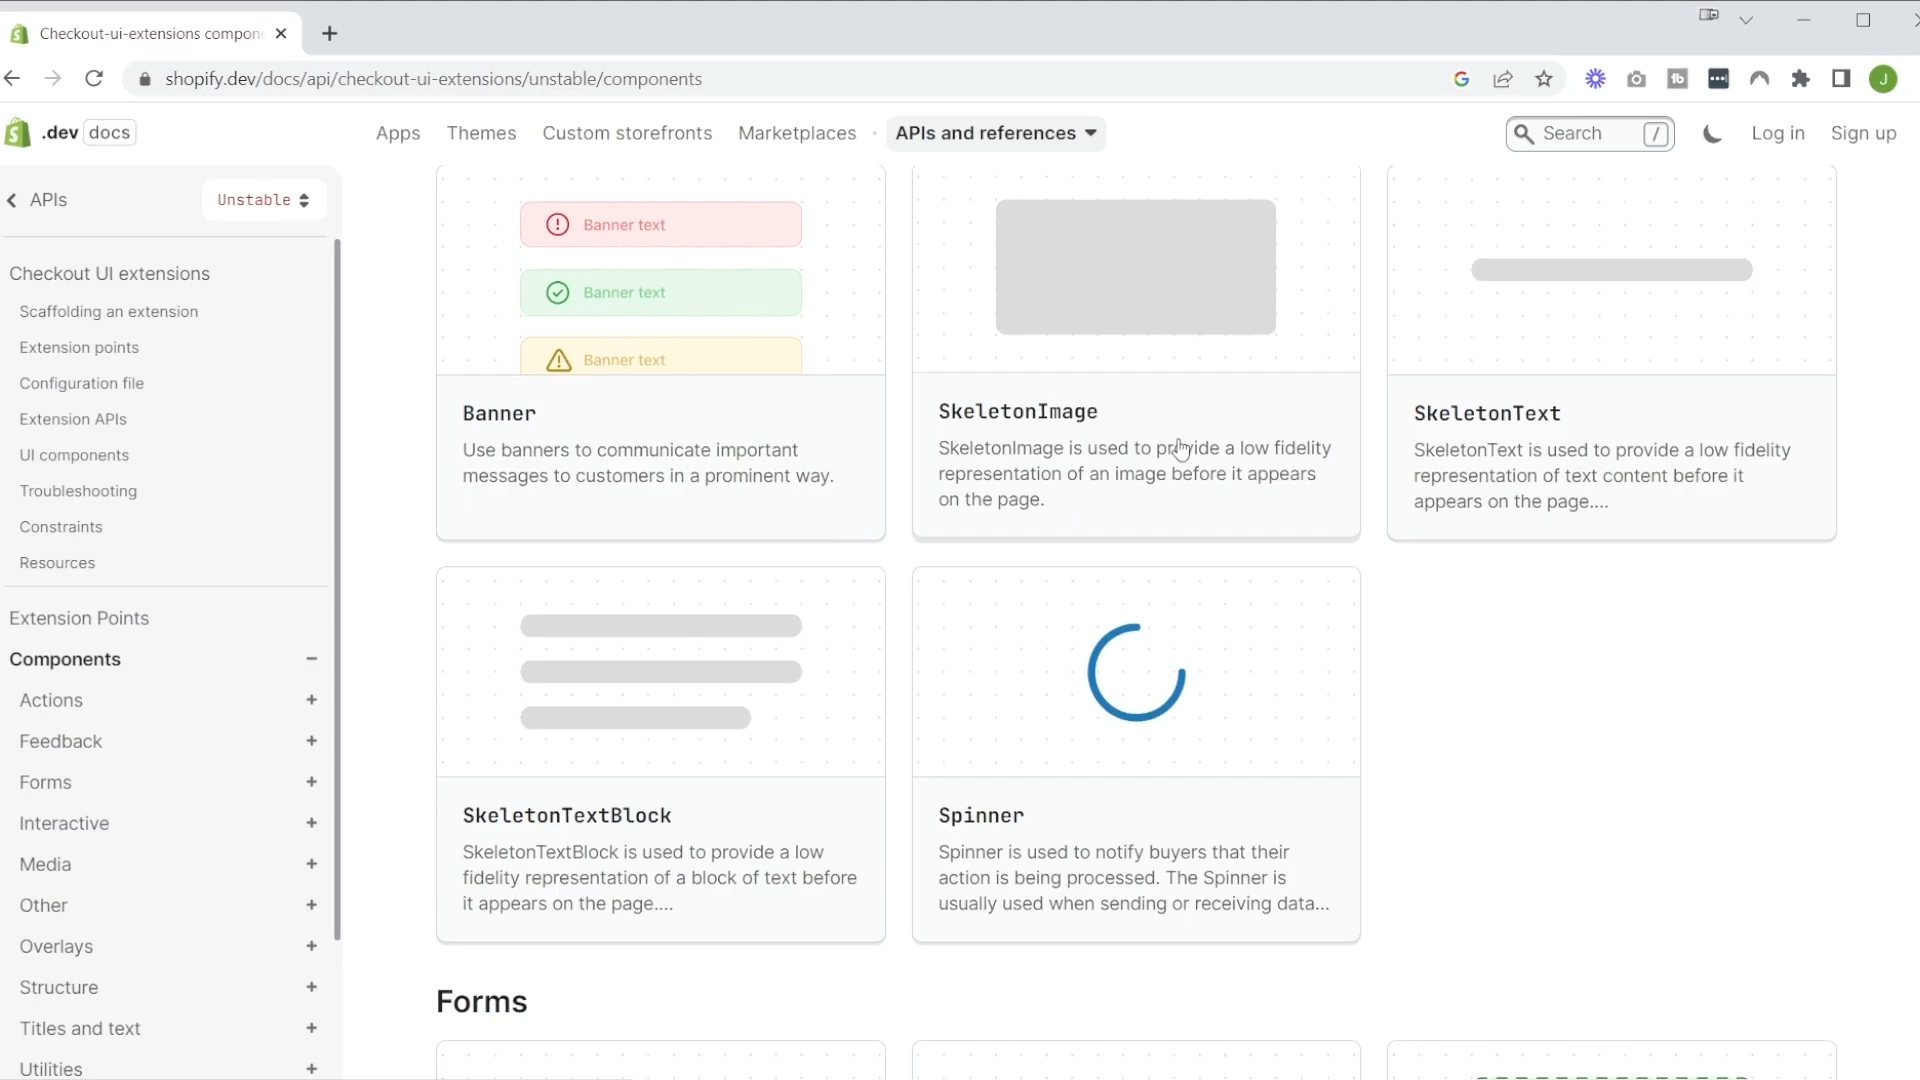 Checkout-ui-extensions compon
shopify.dev/docs/api/checkout-ui-extensions/unstable/components
J
.dev docs
Apps Themes Custom storefronts Marketplaces APIs and references Search / Log in Sign up
APIs Unstable
Checkout UI extensions
Scaffolding an extension
Extension points
Configuration file
Extension APIs
UI components
Troubleshooting
Constraints
Resources
Extension Points
Components
Actions
Feedback
Forms
Interactive
Media
Other
Overlays
Structure
Titles and text
Utilities
Banner text
Banner text
Banner text
Banner
Use banners to communicate important
messages to customers in a prominent way.
SkeletonImage
SkeletonImage is used to provide a low fidelity
representation of an image before it appears
on the page.
SkeletonText
SkeletonText is used to provide a low fidelity
representation of text content before it
appears on the page....
SkeletonTextBlock
SkeletonTextBlock is used to provide a low
fidelity representation of a block of text before
it appears on the page....
Spinner
Spinner is used to notify buyers that their
action is being processed. The Spinner is
usually used when sending or receiving data...
Forms